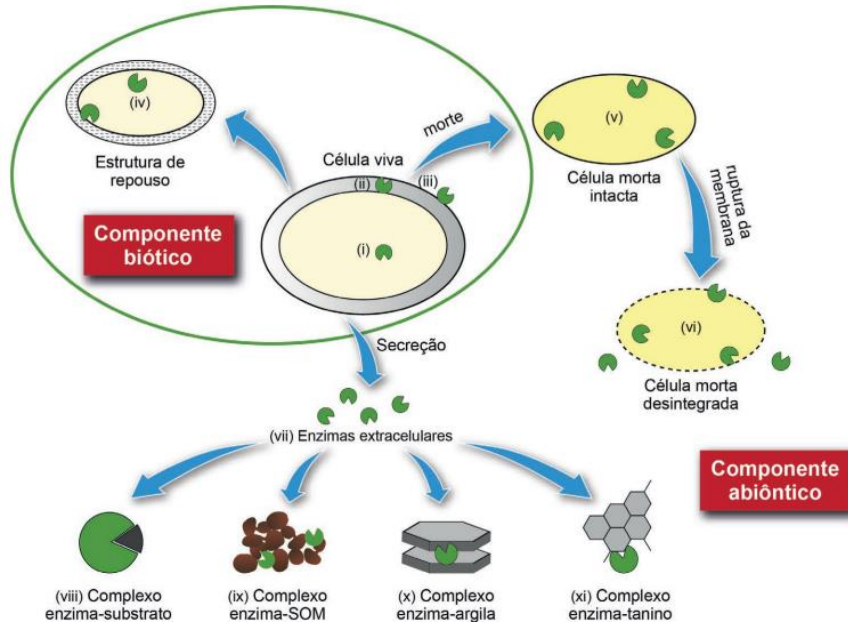 (iv)
Estrutura de
repouso
Célula viva
(ii)
(iii)
(i)
morte
(v)
Célula morta
intacta
ruptura da
membrana
Componente
biótico
(vi)
Célula morta
desintegrada
Secreção
(vii) Enzimas extracelulares
Componente
abiôntico
(viii) Complexo
enzima-substrato
(ix) Complexo
enzima-SOM
(x) Complexo
enzima-argila
(xi) Complexo
enzima-tanino